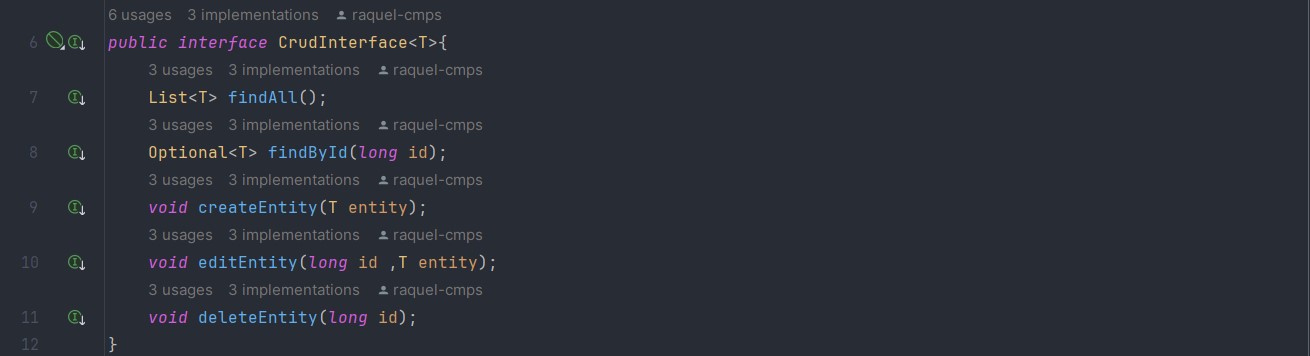 6 usages 3 implementations raquel-cmps
6 public interface CrudInterface<T>{
3 usages 3 implementations raquel-cmps
7 List<T> findAll();
3 usages 3 implementations raquel-cmps
8 Optional<T> findById(long id);
3 usages 3 implementations raquel-cmps
9 void createEntity(T entity);
3 usages 3 implementations raquel-cmps
10 void editEntity(long id ,T entity);
3 usages 3 implementations raquel-cmps
11 void deleteEntity(long id);
12 }